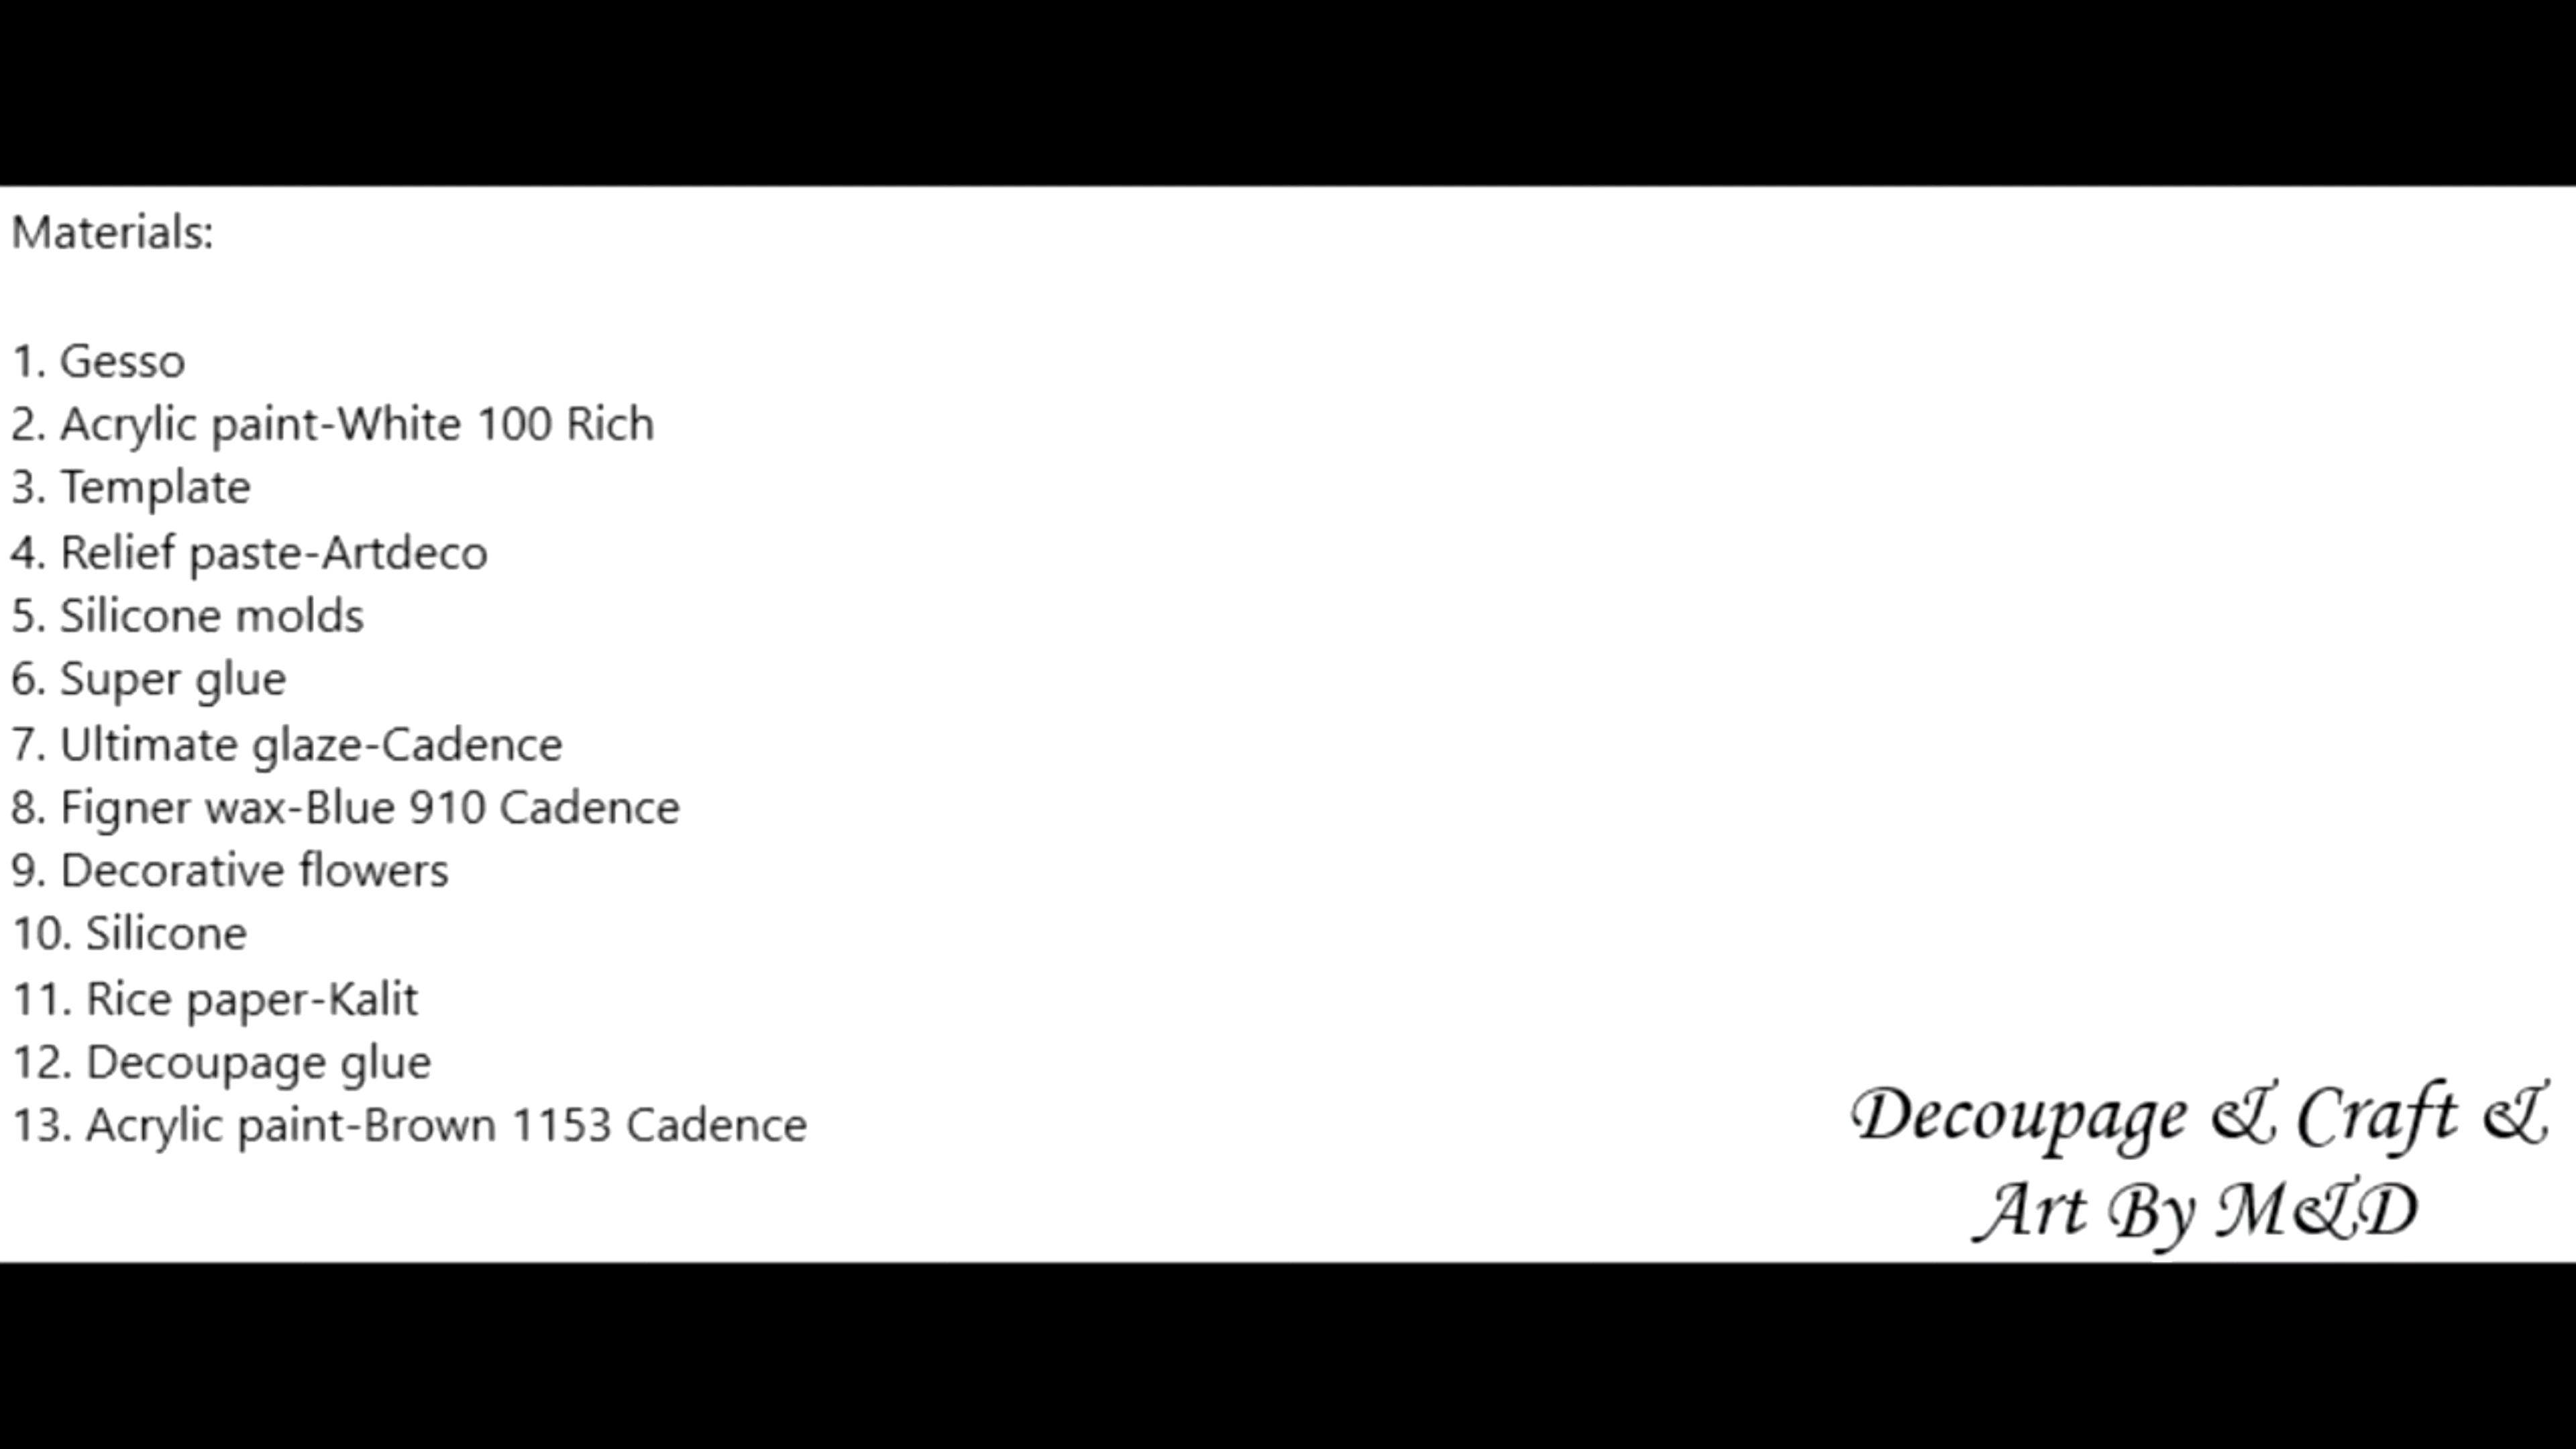 Materials:
1. Gesso
2. Acrylic paint-White 100 Rich
3. Template
4. Relief paste-Artdeco
5. Silicone molds
6. Super glue
7. Ultimate glaze-Cadence
8. Figner wax-Blue 910 Cadence
9. Decorative flowers
10. Silicone
11. Rice paper-Kalit
12. Decoupage glue
13. Acrylic paint-Brown 1153 Cadence
Decoupage & Craft &
Art By M&D